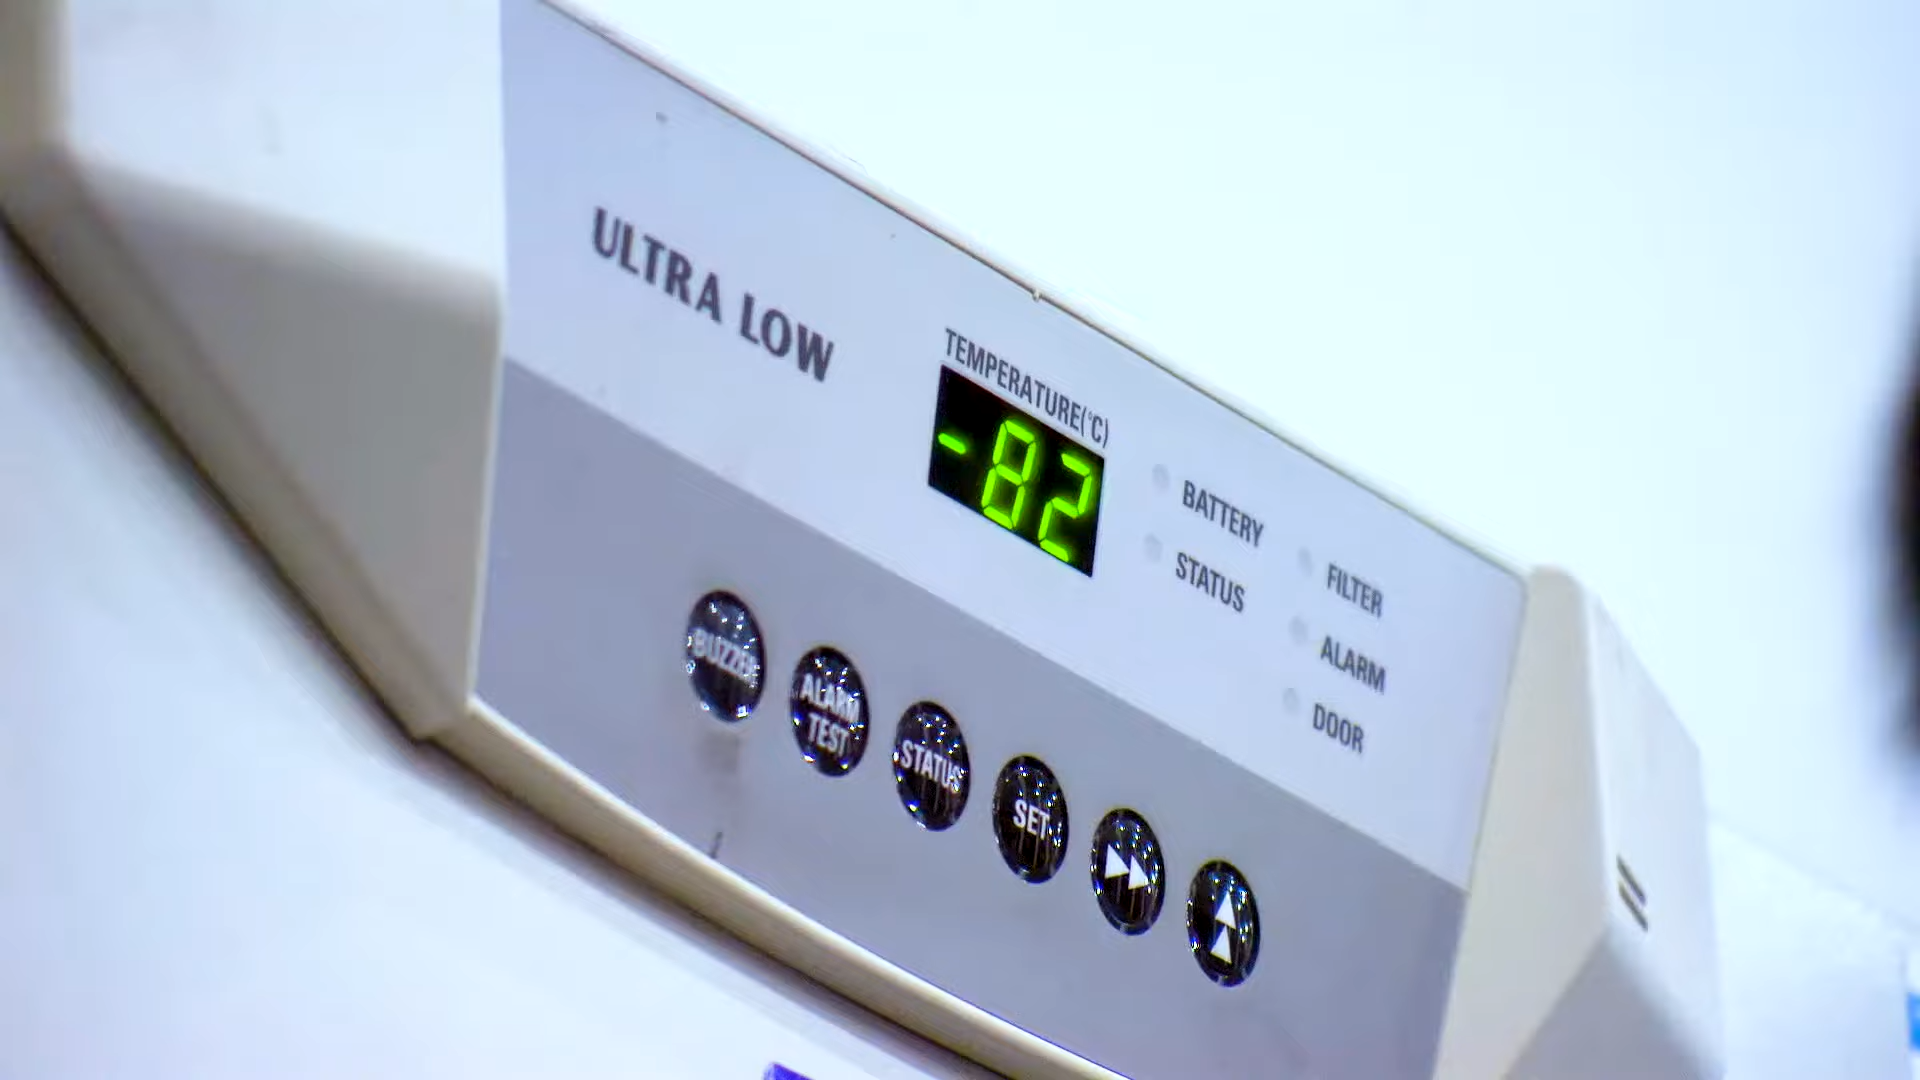 ULTRA LOW
TEMPERATURE(°C)
-82
BATTERY
STATUS
FILTER
ALARM
DOOR
BUZZER
ALARM
TEST
STATUS
SET